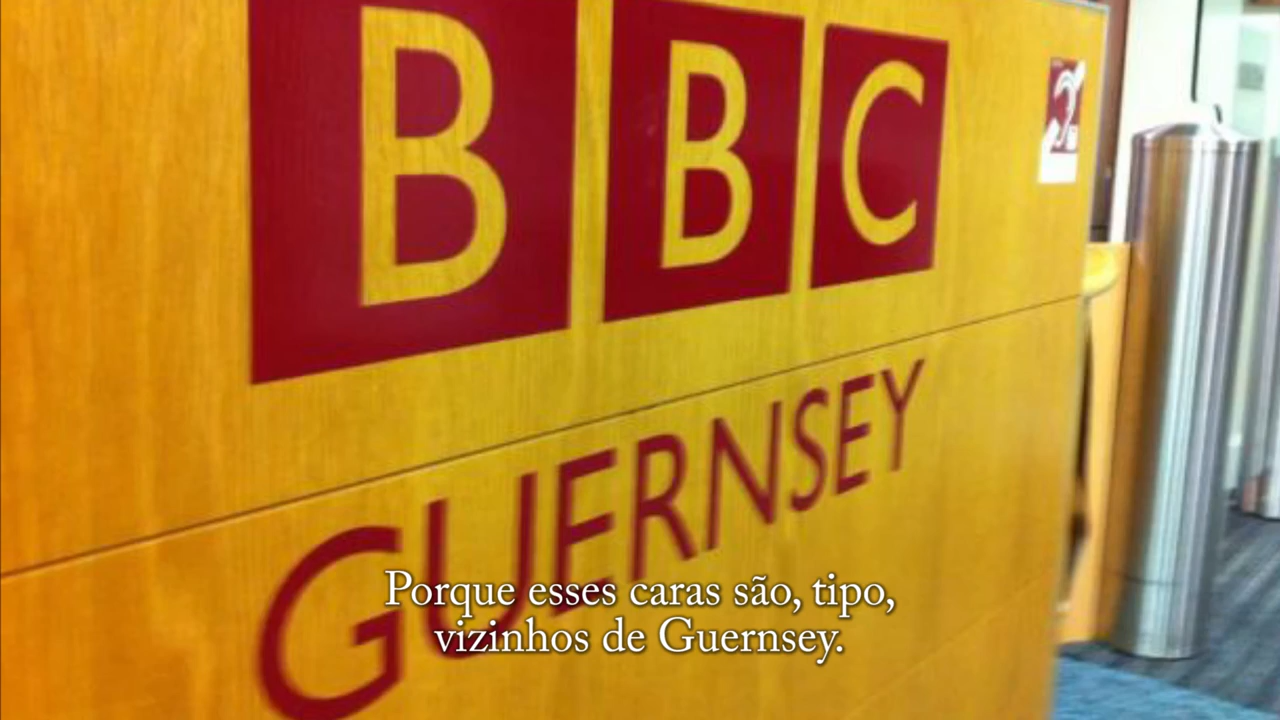 BBC
GUERNSEY
Porque esses caras são, tipo,
vizinhos de Guernsey.